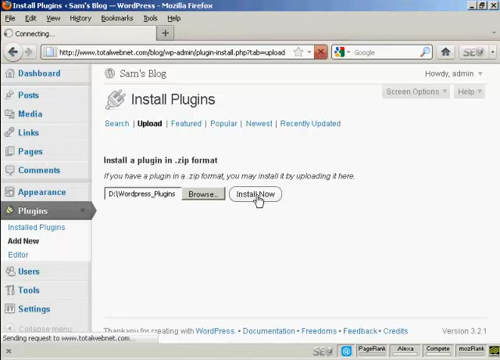 Install Plugins ‹ Sam's Blog — WordPress — Mozilla Firefox
File Edit View History Bookmarks Tools Help
Connecting...
http://www.totalwebnet.com/blog/wp-admin/plugin-install.php?tab=upload
Google
SEO
Sam's Blog
Howdy, admin
Screen Options
Help
Dashboard
Posts
Media
Links
Pages
Comments
Appearance
Plugins
Installed Plugins
Add New
Editor
Users
Tools
Settings
Collapse menu
Install Plugins
Search | Upload | Featured | Popular | Newest | Recently Updated
Install a plugin in .zip format
If you have a plugin in a .zip format, you may install it by uploading it here.
D:\Wordpress_Plugins
Browse...
Install Now
Thank you for creating with WordPress. • Documentation • Freedoms • Feedback • Credits
Version 3.2.1
Sending request to www.totalwebnet.com...
SEO
PageRank
Alexa
Compete
mozRank